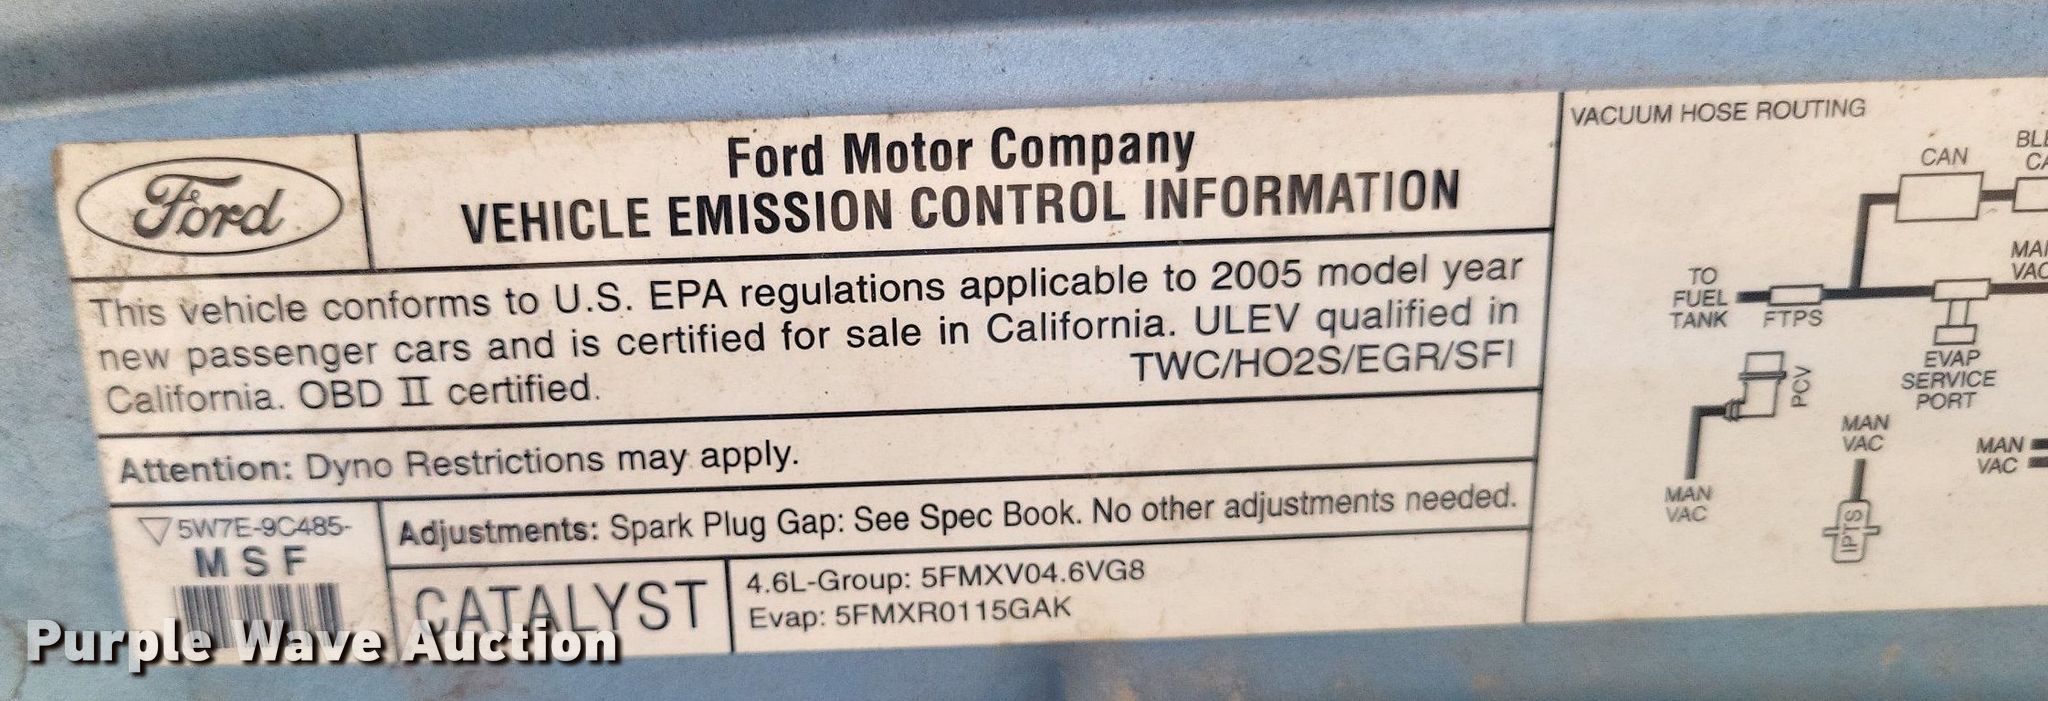 Ford
Ford Motor Company
VEHICLE EMISSION CONTROL INFORMATION
This vehicle conforms to U.S. EPA regulations applicable to 2005 model year
new passenger cars and is certified for sale in California. ULEV qualified in
California. OBD II certified.
TWC/HO2S/EGR/SFI
Attention: Dyno Restrictions may apply.
5W7E-9C485-
MSF
Adjustments: Spark Plug Gap: See Spec Book. No other adjustments needed.
CATALYST
4.6L-Group: 5FMXV04.6VG8
Evap: 5FMXR0115GAK
VACUUM HOSE ROUTING
CAN
TO
FUEL
TANK
FTPS
EVAP
SERVICE
PORT
PCV
MAN
VAC
MAN
VAC
IPTS
MAN
VAC
Purple Wave Auction